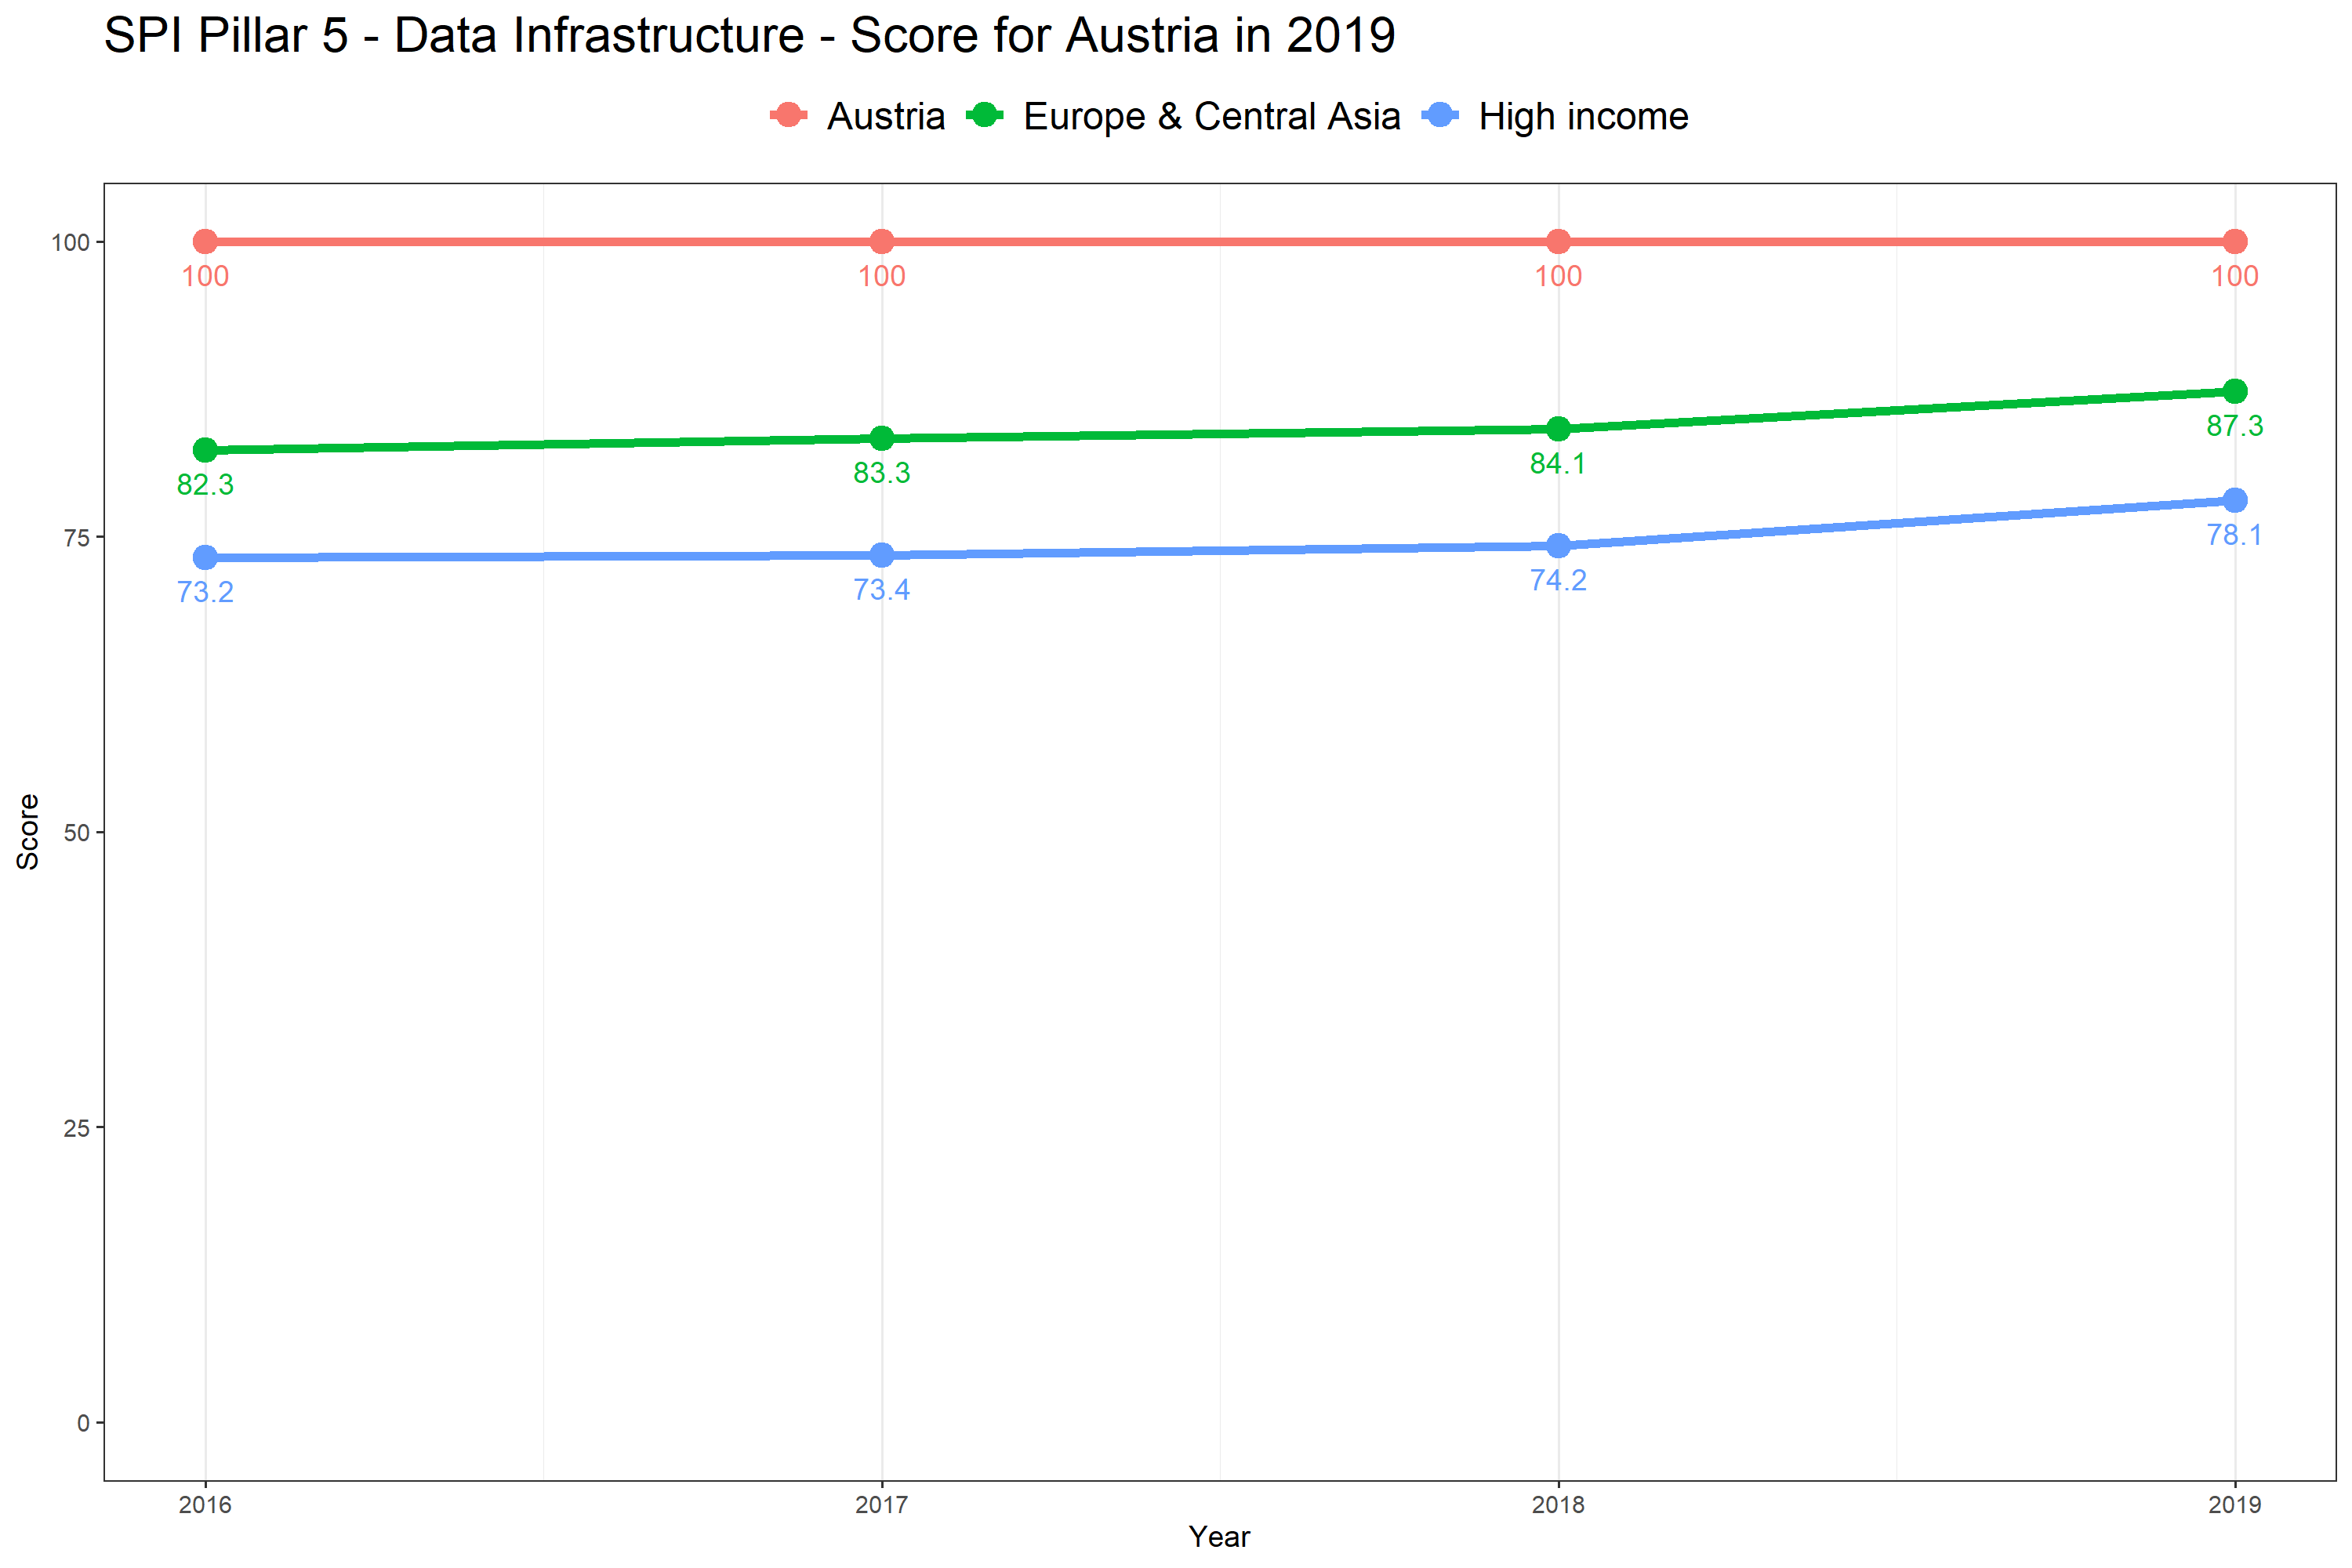 SPI Pillar 5 - Data Infrastructure - Score for Austria in 2019
Austria Europe & Central Asia High income
100
100 100 100 100
87.3
84.1
83.3
82.3
75
78.1
74.2
73.4
73.2
50
Score
25
0
2016 2017 2018 2019
Year